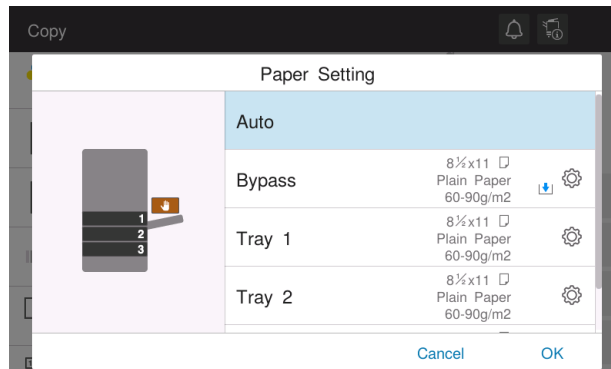 Copy
Paper Setting
Auto
Bypass
8½x11
Plain Paper
60-90g/m2
1
2
3
Tray 1
8½x11
Plain Paper
60-90g/m2
Tray 2
8½x11
Plain Paper
60-90g/m2
Cancel
OK